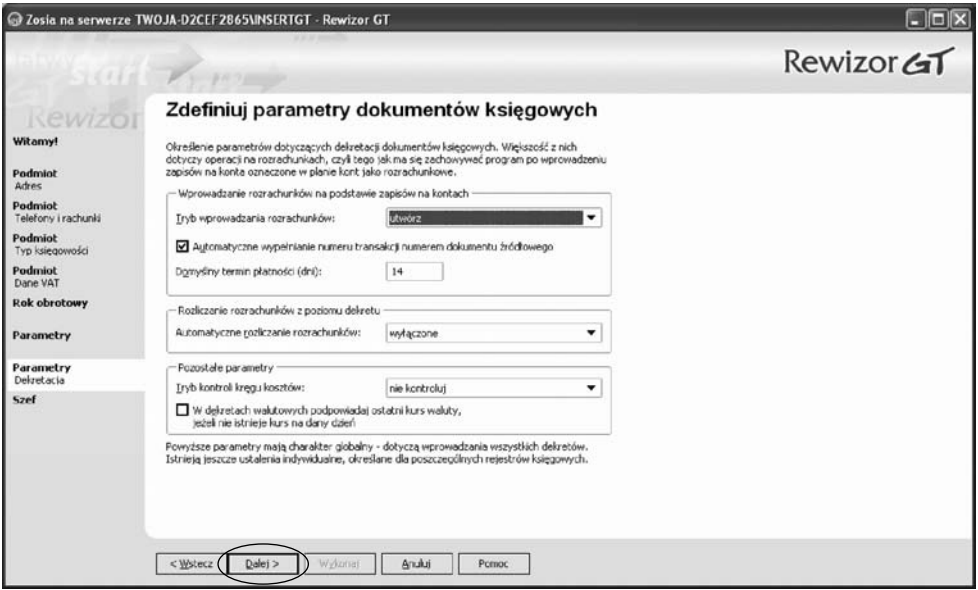 Zosia na serwerze TWOJA-D2CEF2865\INSERTGT - Rewizor GT
Rewizor GT
start
Rewizor
Zdefiniuj parametry dokumentów księgowych
Witamy!
Podmiot
Adres
Podmiot
Telefony i rachunki
Podmiot
Typ księgowości
Podmiot
Dane VAT
Rok obrotowy
Parametry
Parametry
Dekretacja
Szef
Określenie parametrów dotyczących dekretacji dokumentów księgowych. Większość z nich
dotyczy operacji na rozrachunkach, czyli tego jak ma się zachowywać program po wprowadzeniu
zapisów na konta oznaczone w planie kont jako rozrachunkowe.
Wprowadzanie rozrachunków na podstawie zapisów na kontach
Tryb wprowadzania rozrachunków: utwórz
Automatyczne wypełnianie numeru transakcji numerem dokumentu źródłowego
Domyślny termin płatności (dni): 14
Rozliczanie rozrachunków z poziomu dekretu
Automatyczne rozliczanie rozrachunków: wyłączone
Pozostałe parametry
Tryb kontroli kręgu kosztów: nie kontroluj
W dekretach walutowych podpowiadaj ostatni kurs waluty,
jeżeli nie istnieje kurs na dany dzień
Powyższe parametry mają charakter globalny - dotyczą wprowadzania wszystkich dekretów.
Istnieją jeszcze ustalenia indywidualne, określane dla poszczególnych rejestrów księgowych.
< Wstecz Dalej > Wykonaj Anuluj Pomoc